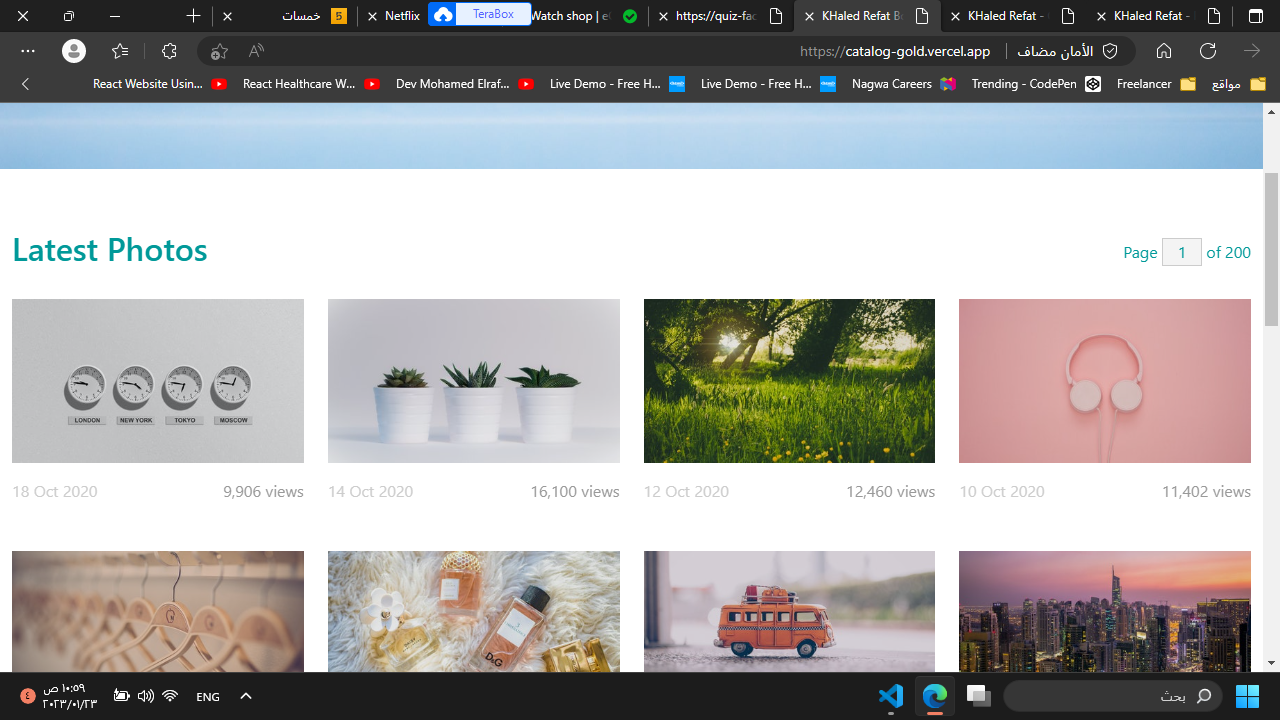 خمسات
Netflix
TeraBox
Watch shop | e
https://quiz-fac
KHaled Refat B
KHaled Refat -
KHaled Refat -
https://catalog-gold.vercel.app
الأمان مضاف
React Website Usin...
React Healthcare W...
Dev Mohamed Elraf...
Live Demo - Free H...
Live Demo - Free H...
Nagwa Careers
Trending - CodePen
Freelancer
مواقع
Latest Photos
Page 1 of 200
LONDON NEW YORK TOKYO MOSCOW
18 Oct 2020 9,906 views
14 Oct 2020 16,100 views
12 Oct 2020 12,460 views
10 Oct 2020 11,402 views
D&G
١٠:٥٩ ص
٢٠٢٣/٠١/٢٣
٤
ENG
بحث